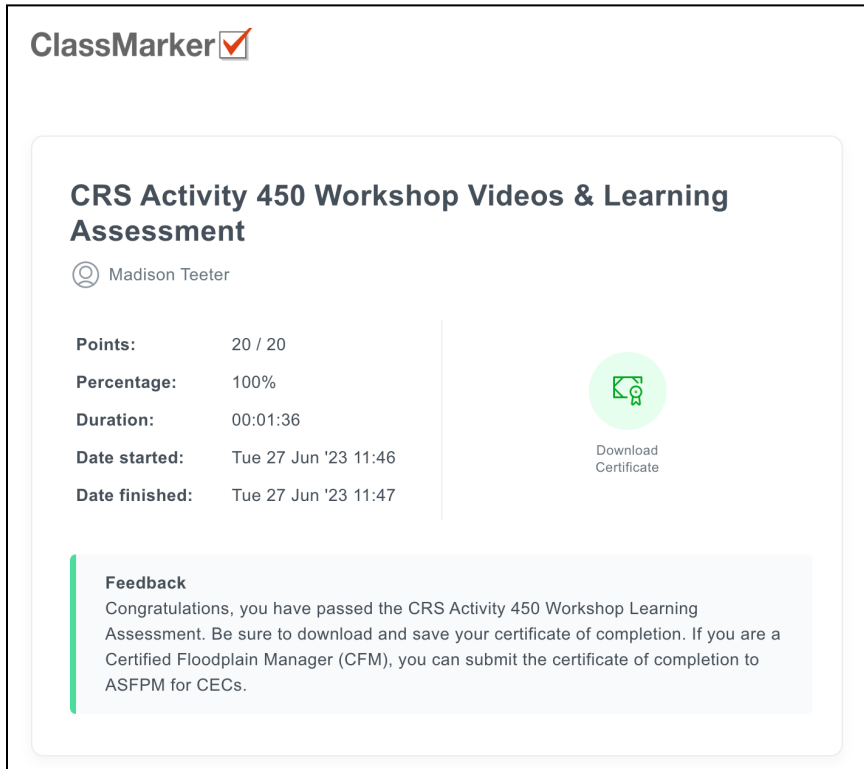 ClassMarker
CRS Activity 450 Workshop Videos & Learning
Assessment
Madison Teeter
Points: 20 / 20
Percentage: 100%
Duration: 00:01:36
Date started: Tue 27 Jun '23 11:46
Date finished: Tue 27 Jun '23 11:47
Download
Certificate
Feedback
Congratulations, you have passed the CRS Activity 450 Workshop Learning
Assessment. Be sure to download and save your certificate of completion. If you are a
Certified Floodplain Manager (CFM), you can submit the certificate of completion to
ASFPM for CECs.